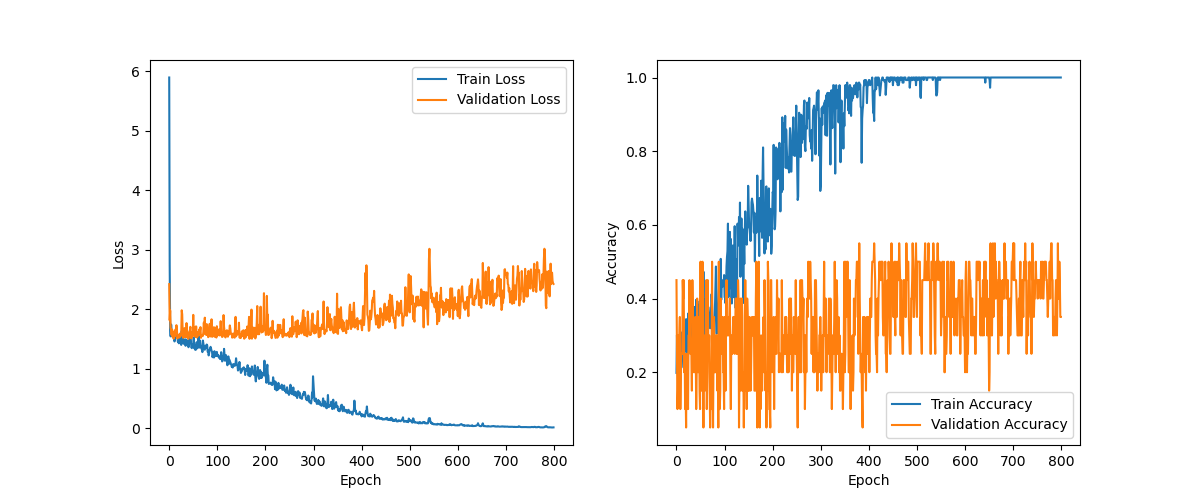 6
5
4
3
2
1
0
Loss
0 100 200 300 400 500 600 700 800
Epoch
Train Loss
Validation Loss
1.0
0.8
0.6
0.4
0.2
Accuracy
0 100 200 300 400 500 600 700 800
Epoch
Train Accuracy
Validation Accuracy